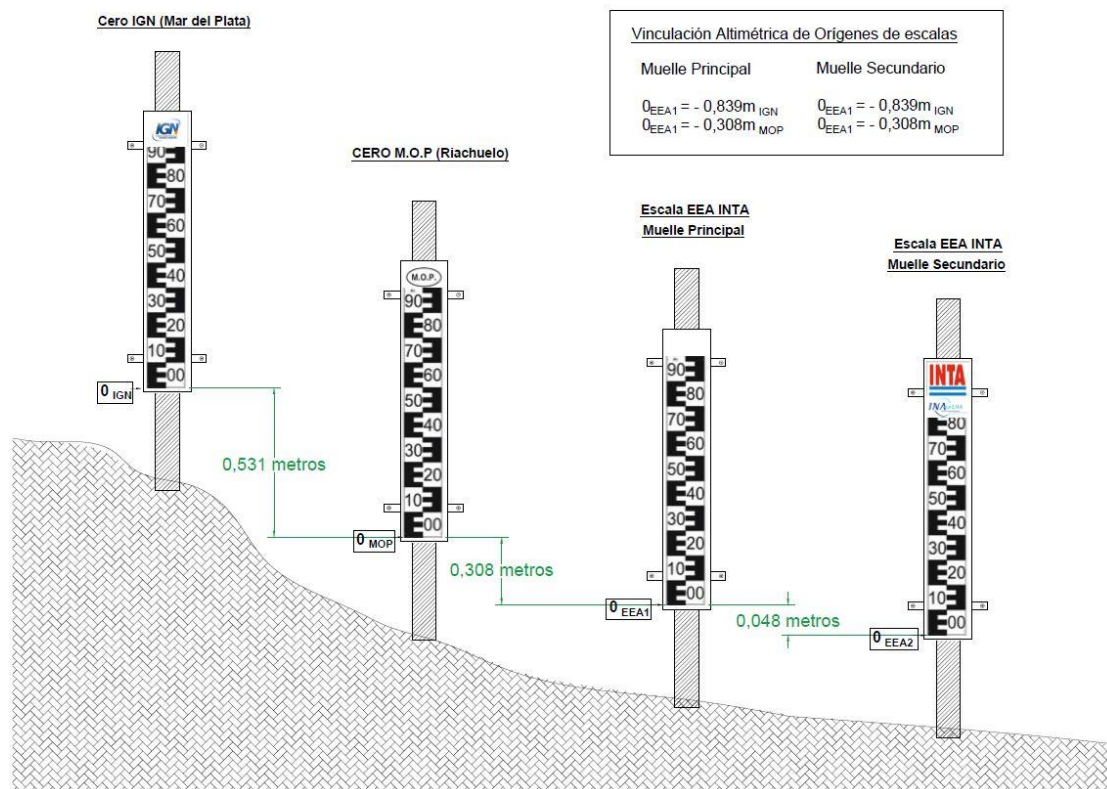 Cero IGN (Mar del Plata)
Vinculación Altimétrica de Orígenes de escalas
Muelle Principal
0EEA1 = - 0,839m IGN
0EEA1 = - 0,308m MOP
Muelle Secundario
0EEA1 = - 0,839m IGN
0EEA1 = - 0,308m MOP
IGN
90
80
70
60
50
40
30
20
10
00
0 IGN
0,531 metros
CERO M.O.P (Riachuelo)
M.O.P.
90
80
70
60
50
40
30
20
10
00
0 MOP
0,308 metros
Escala EEA INTA
Muelle Principal
90
80
70
60
50
40
30
20
10
00
0 EEA1
0,048 metros
Escala EEA INTA
Muelle Secundario
INTA
INA
80
70
60
50
40
30
20
10
00
0 EEA2